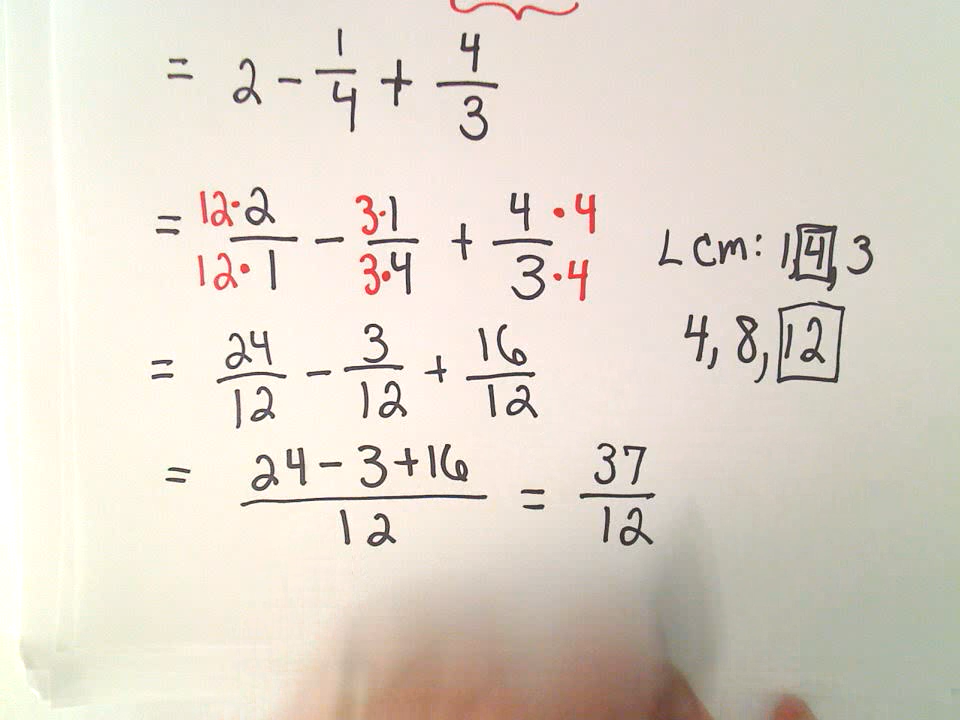 = 2 - 1/4 + 4/3
= 12·2/12·1 - 3·1/3·4 + 4·4/3·4
LCM: 1, 4, 3
4, 8, 12
= 24/12 - 3/12 + 16/12
= 24-3+16/12 = 37/12